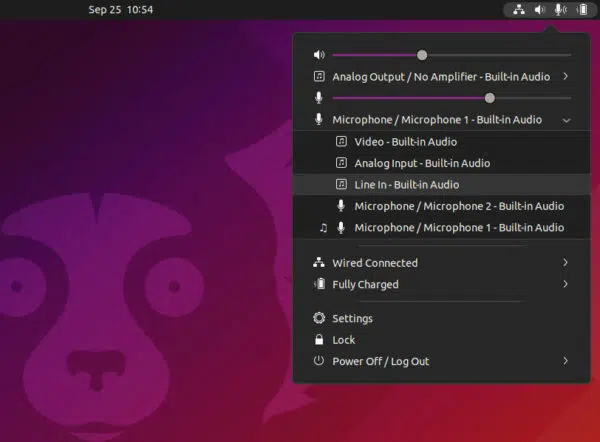 Sep 25 10:54
Analog Output / No Amplifier - Built-in Audio
Microphone / Microphone 1 - Built-in Audio
Video - Built-in Audio
Analog Input - Built-in Audio
Line In - Built-in Audio
Microphone / Microphone 2 - Built-in Audio
Microphone / Microphone 1 - Built-in Audio
Wired Connected
Fully Charged
Settings
Lock
Power Off / Log Out